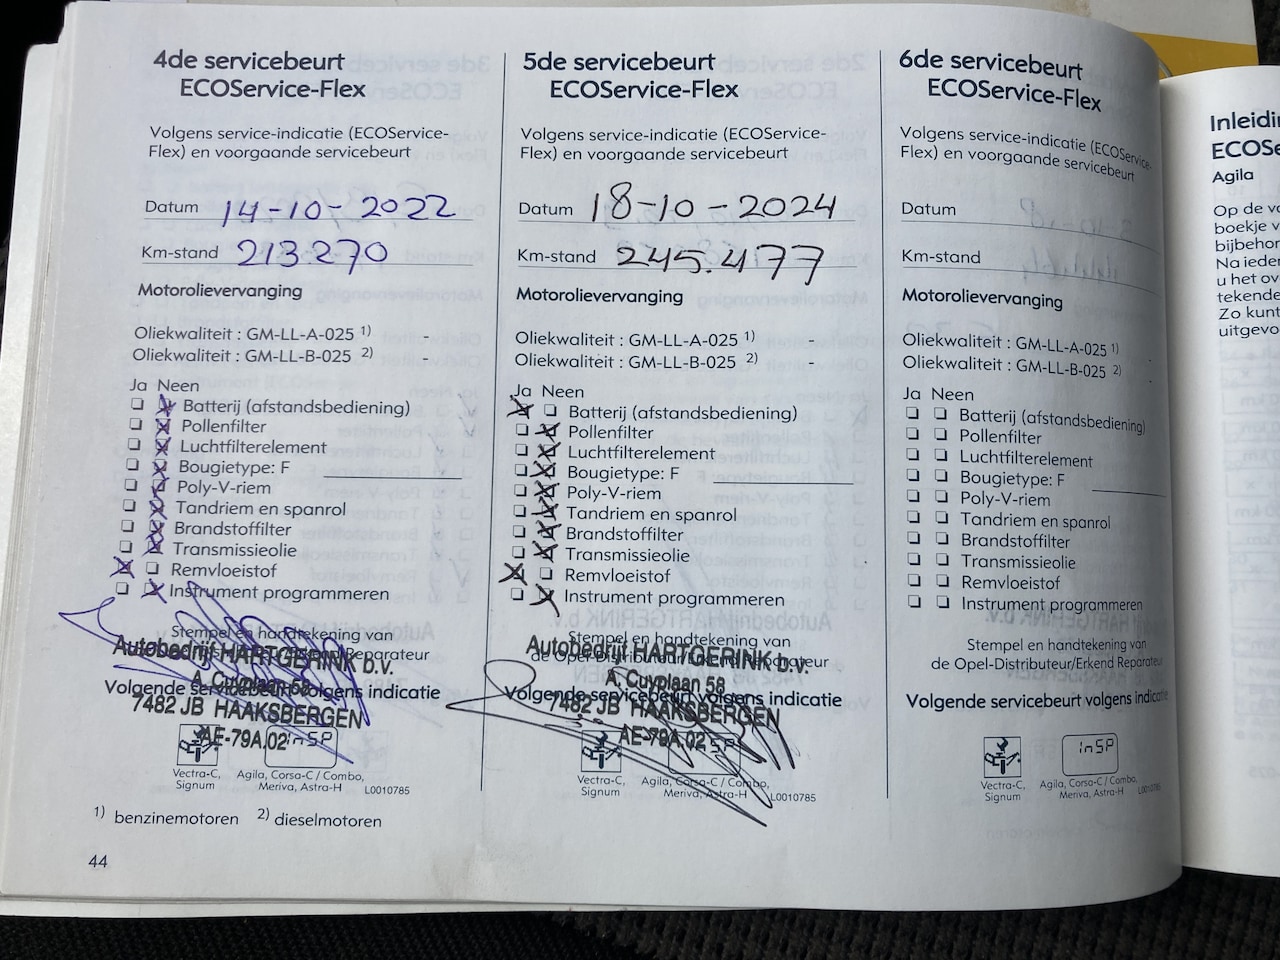 4de servicebeurt
ECOService-Flex
Volgens service-indicatie (ECOService-
Flex) en voorgaande servicebeurt
Datum 14-10-2022
Km-stand 213270
Motorolievervanging
Oliekwaliteit : GM-LL-A-025 1) -
Oliekwaliteit : GM-LL-B-025 2) -
Ja Neen
Batterij (afstandsbediening)
Pollenfilter
Luchtfilterelement
Bougietype: F
Poly-V-riem
Tandriem en spanrol
Brandstoffilter
Transmissieolie
Remvloeistof
Instrument programmeren
Stempel en handtekening van
Reparateur
Autobedrijf HARTGERINK b.v.
A. Cuyplaan 58
Volgende servicebeurt volgens indicatie
7482 JB HAAKSBERGEN
AE-79A.02
InSP
Vectra-C,
Signum
Agila, Corsa-C / Combo,
Meriva, Astra-H
L0010785
1) benzinemotoren 2) dieselmotoren
44
5de servicebeurt
ECOService-Flex
Volgens service-indicatie (ECOService-
Flex) en voorgaande servicebeurt
Datum 18-10-2024
Km-stand 245.477
Motorolievervanging
Oliekwaliteit : GM-LL-A-025 1) -
Oliekwaliteit : GM-LL-B-025 2) -
Ja Neen
Batterij (afstandsbediening)
Pollenfilter
Luchtfilterelement
Bougietype: F
Poly-V-riem
Tandriem en spanrol
Brandstoffilter
Transmissieolie
Remvloeistof
Instrument programmeren
Stempel en handtekening van
de Opel-Distributeur/Erkend Reparateur
Autobedrijf HARTGERINK b.v.
A. Cuyplaan 58
Volgende servicebeurt volgens indicatie
7482 JB HAAKSBERGEN
AE-79A.02
Vectra-C,
Signum
Agila, Corsa-C / Combo,
Meriva, Astra-H
L0010785
6de servicebeurt
ECOService-Flex
Volgens service-indicatie (ECOService-
Flex) en voorgaande servicebeurt
Datum
Km-stand
Motorolievervanging
Oliekwaliteit : GM-LL-A-025 1) -
Oliekwaliteit : GM-LL-B-025 2) -
Ja Neen
Batterij (afstandsbediening)
Pollenfilter
Luchtfilterelement
Bougietype: F
Poly-V-riem
Tandriem en spanrol
Brandstoffilter
Transmissieolie
Remvloeistof
Instrument programmeren
Stempel en handtekening van
de Opel-Distributeur/Erkend Reparateur
Volgende servicebeurt volgens indicatie
InSP
Vectra-C,
Signum
Agila, Corsa-C / Combo,
Meriva, Astra-H
L0010785
Inleidi
ECOSe
Agila
Op de vo
boekje v
bijbehor
Na ieder
u het ov
tekende
Zo kunt
uitgevo